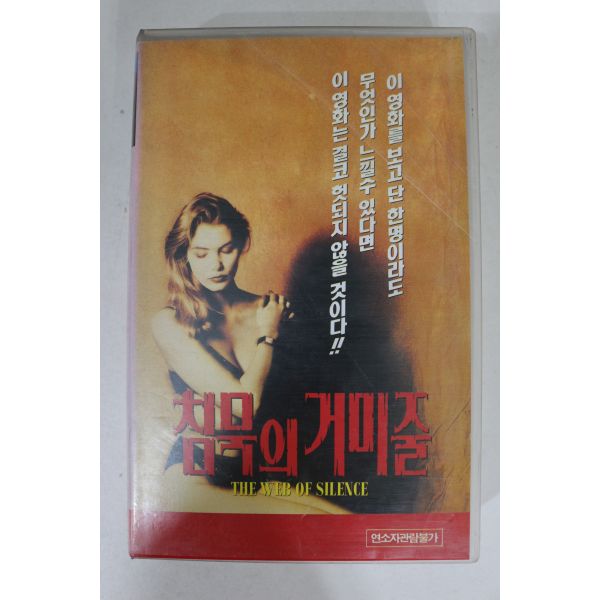 이 영화를 보고 단 한명이라도
무엇인가 느낄수 있다면
이 영화는 결코 헛되지 않을 것이다!!
침묵의 거미줄
THE WEB OF SILENCE
연소자관람불가